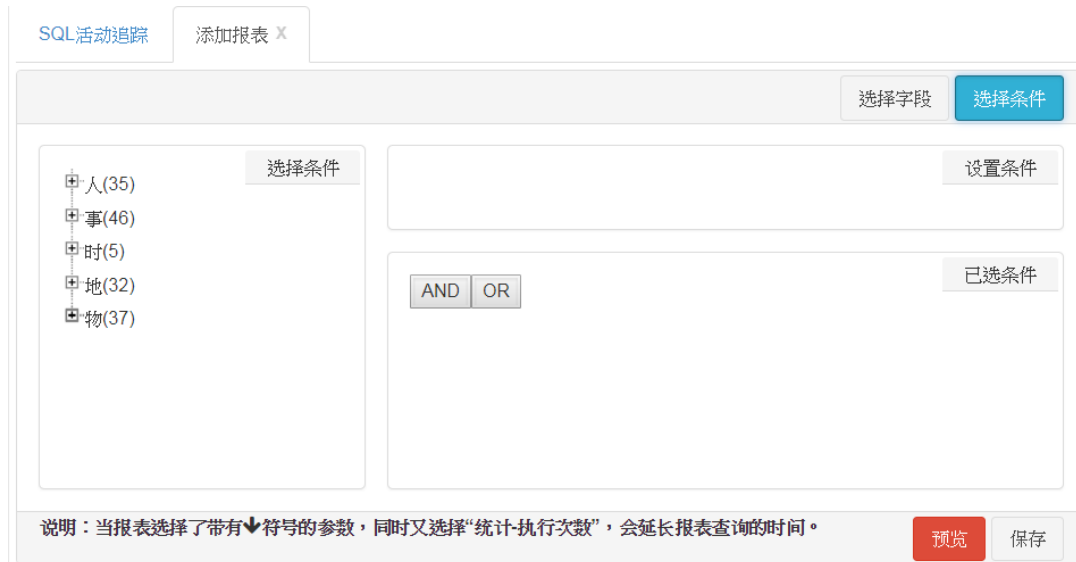 SQL活动追踪 添加报表 X
选择字段 选择条件
选择条件
人(35)
事(46)
时(5)
地(32)
物(37)
设置条件
已选条件
AND OR
说明：当报表选择了带有🡻符号的参数，同时又选择“统计-执行次数”，会延长报表查询的时间。
预览 保存